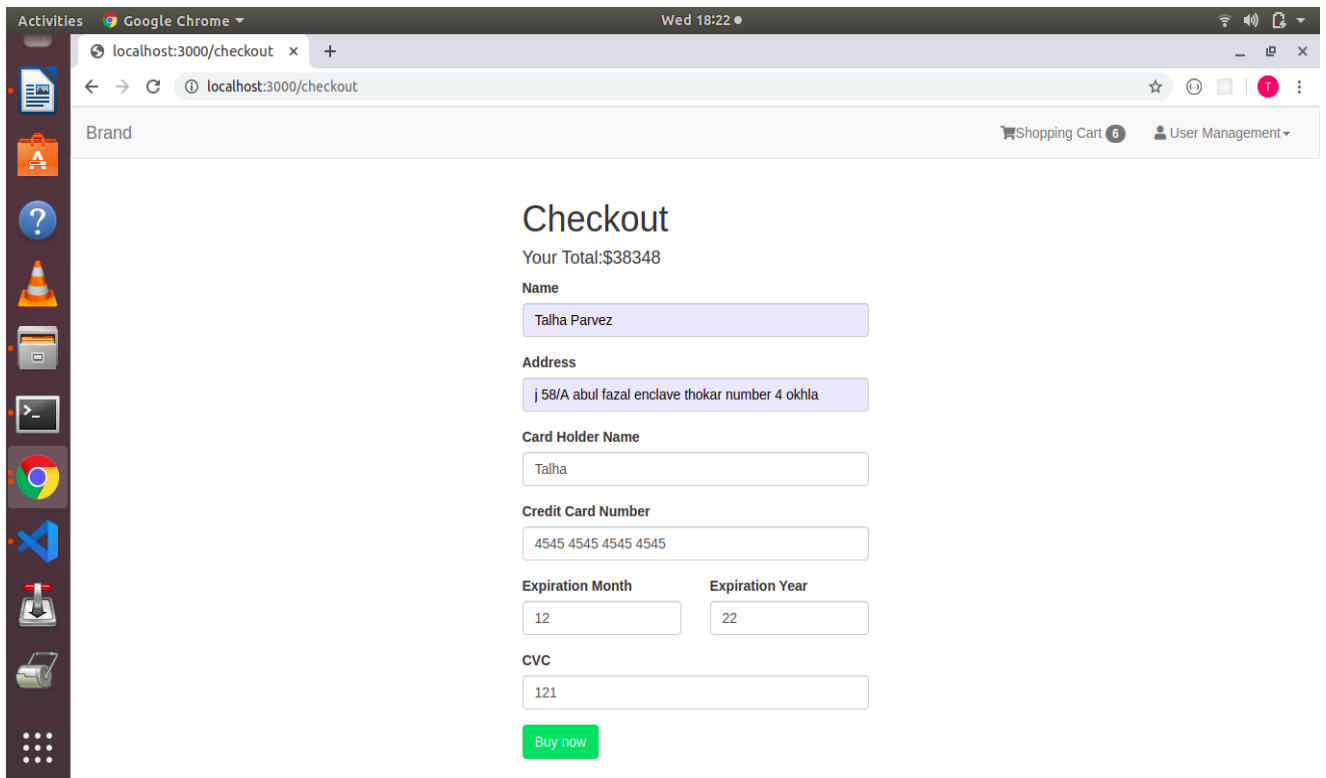 Activities Google Chrome Wed 18:22
localhost:3000/checkout × +
localhost:3000/checkout T
Brand Shopping Cart 6 User Management
Checkout
Your Total:$38348
Name
Talha Parvez
Address
j 58/A abul fazal enclave thokar number 4 okhla
Card Holder Name
Talha
Credit Card Number
4545 4545 4545 4545
Expiration Month Expiration Year
12 22
CVC
121
Buy now